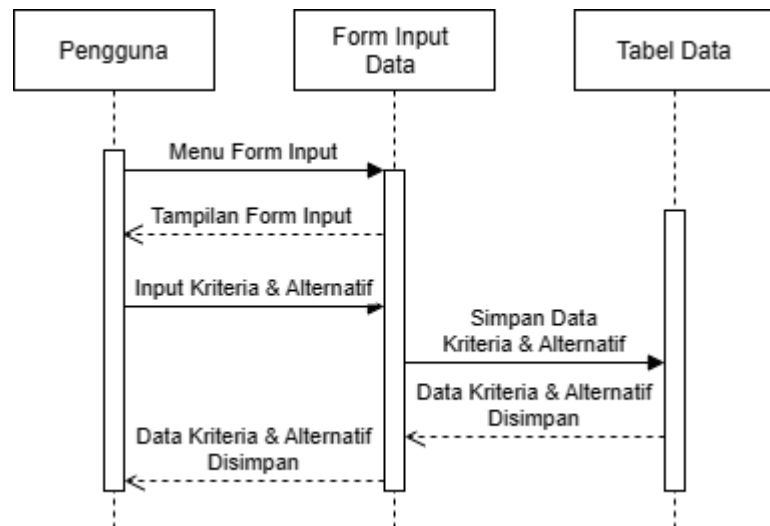 Pengguna
Form Input
Data
Tabel Data
Menu Form Input
Tampilan Form Input
Input Kriteria & Alternatif
Simpan Data
Kriteria & Alternatif
Data Kriteria & Alternatif
Disimpan
Data Kriteria & Alternatif
Disimpan